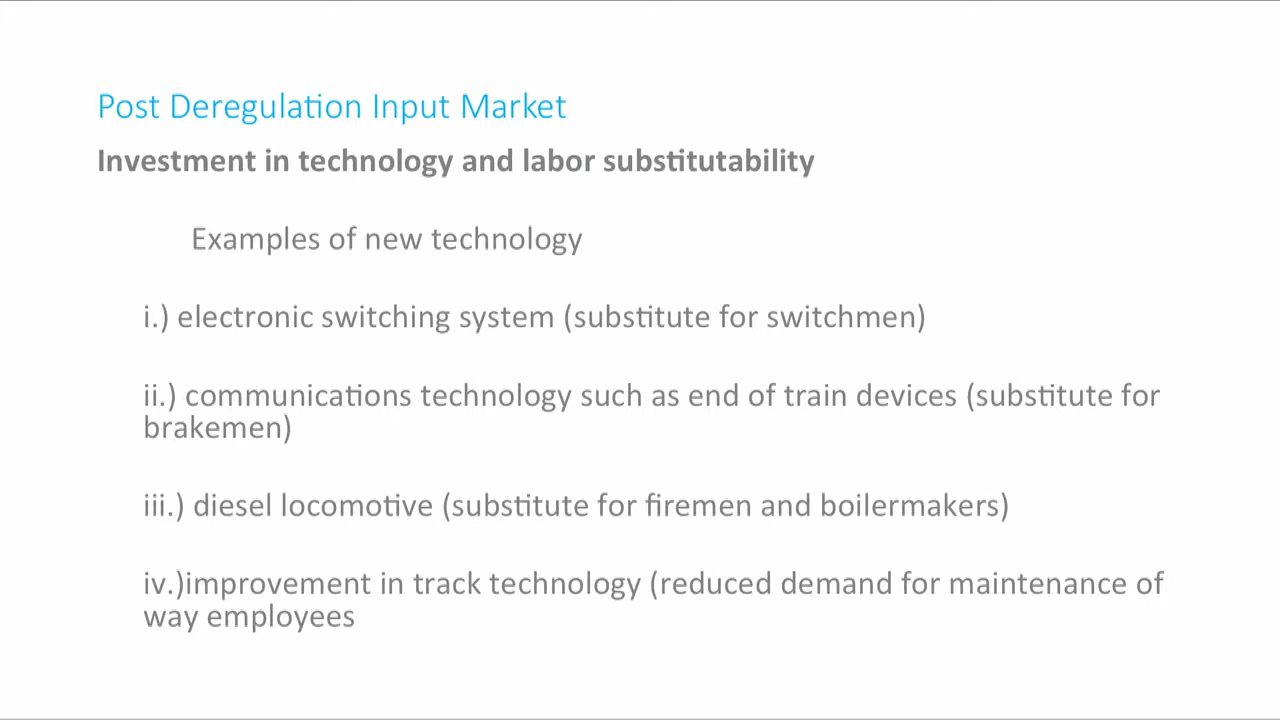 Post Deregulation Input Market
Investment in technology and labor substitutability
Examples of new technology
i.) electronic switching system (substitute for switchmen)
ii.) communications technology such as end of train devices (substitute for
brakemen)
iii.) diesel locomotive (substitute for firemen and boilermakers)
iv.)improvement in track technology (reduced demand for maintenance of
way employees